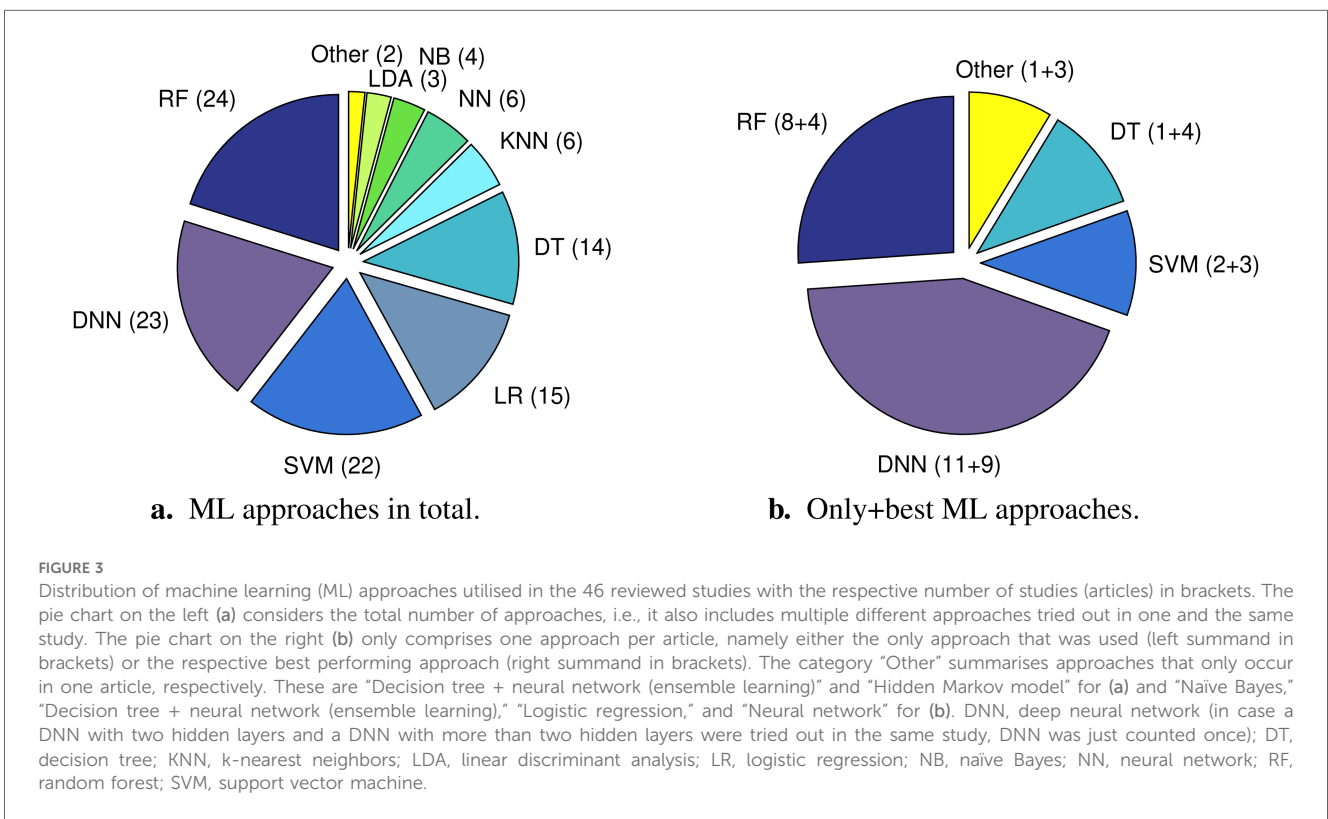 Other (2)
NB (4)
LDA (3)
RF (24)
NN (6)
KNN (6)
DT (14)
DNN (23)
LR (15)
SVM (22)
a. ML approaches in total.
Other (1+3)
RF (8+4)
DT (1+4)
SVM (2+3)
DNN (11+9)
b. Only+best ML approaches.
FIGURE 3
Distribution of machine learning (ML) approaches utilised in the 46 reviewed studies with the respective number of studies (articles) in brackets. The
pie chart on the left (a) considers the total number of approaches, i.e., it also includes multiple different approaches tried out in one and the same
study. The pie chart on the right (b) only comprises one approach per article, namely either the only approach that was used (left summand in
brackets) or the respective best performing approach (right summand in brackets). The category “Other” summarises approaches that only occur
in one article, respectively. These are “Decision tree + neural network (ensemble learning)” and “Hidden Markov model” for (a) and “Naïve Bayes,”
“Decision tree + neural network (ensemble learning),” “Logistic regression,” and “Neural network” for (b). DNN, deep neural network (in case a
DNN with two hidden layers and a DNN with more than two hidden layers were tried out in the same study, DNN was just counted once); DT,
decision tree; KNN, k-nearest neighbors; LDA, linear discriminant analysis; LR, logistic regression; NB, naïve Bayes; NN, neural network; RF,
random forest; SVM, support vector machine.